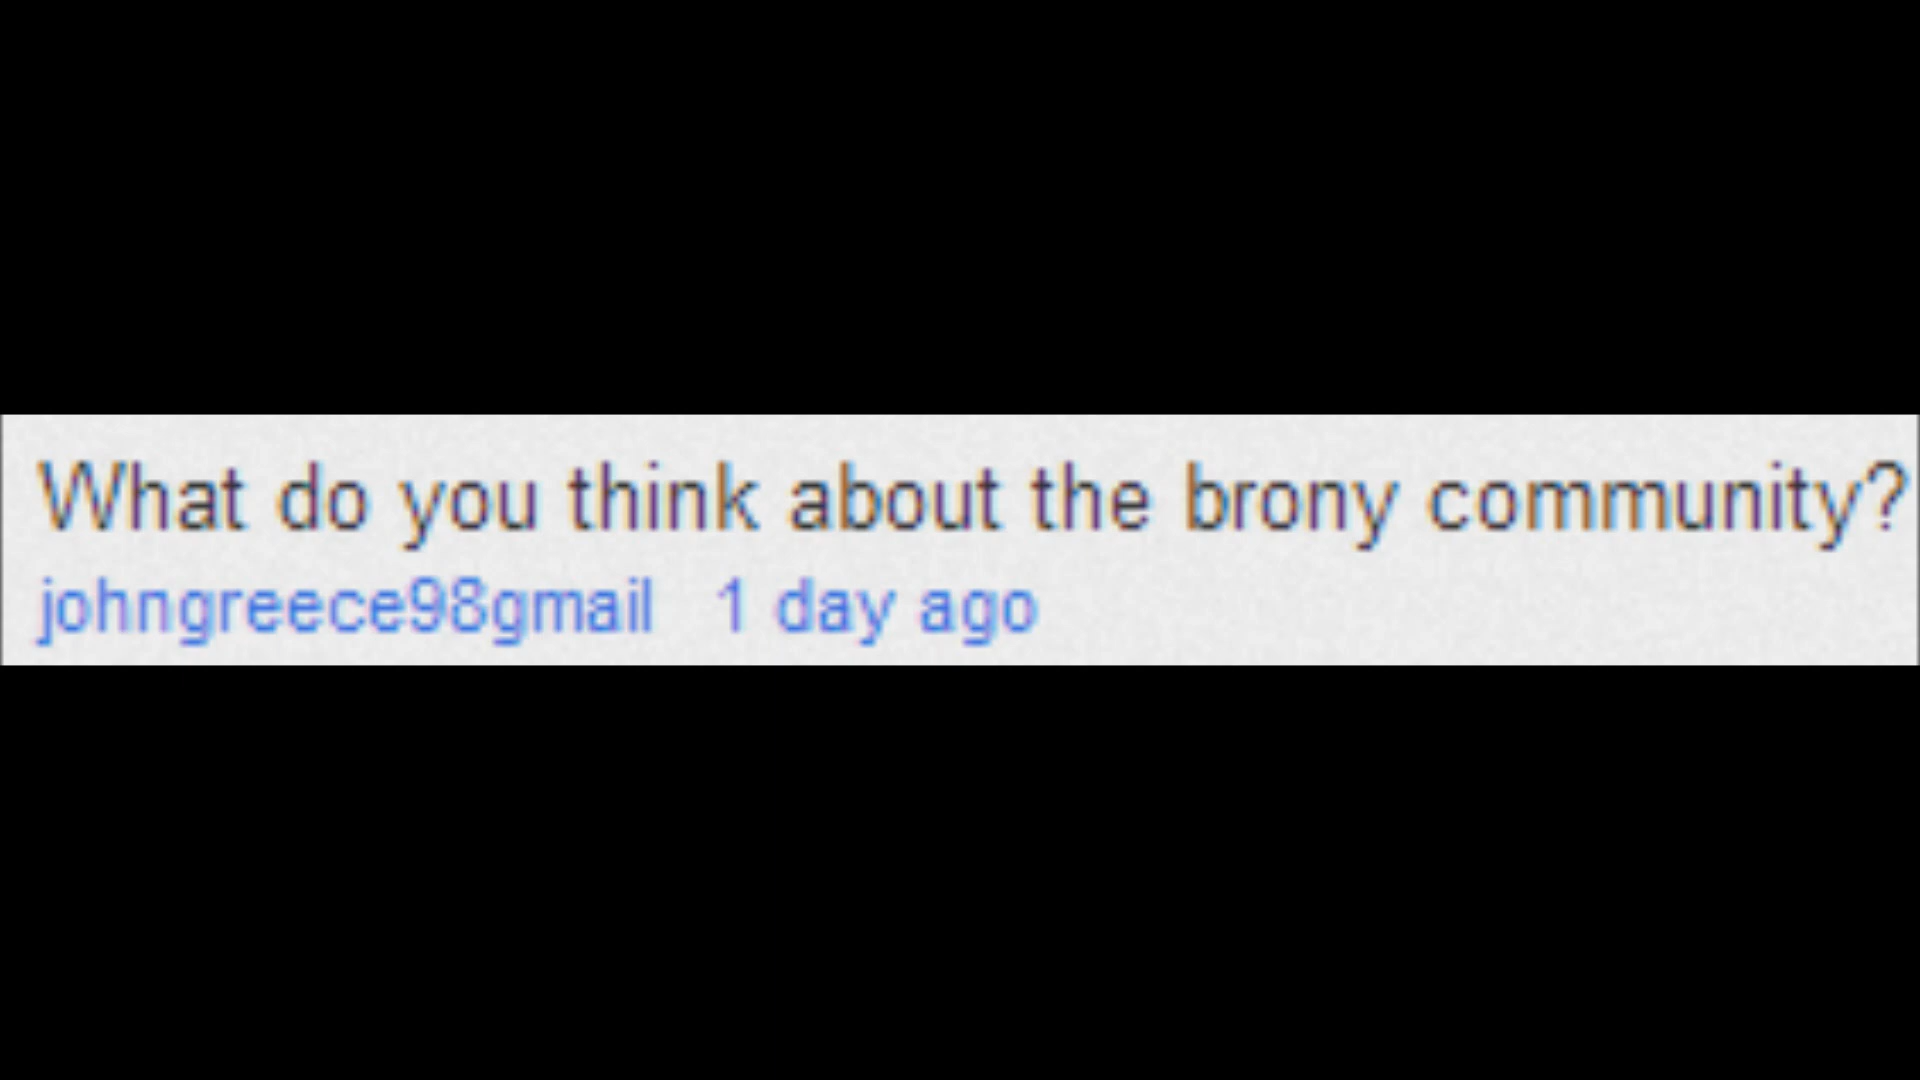 What do you think about the brony community?
johngreece98gmail 1 day ago